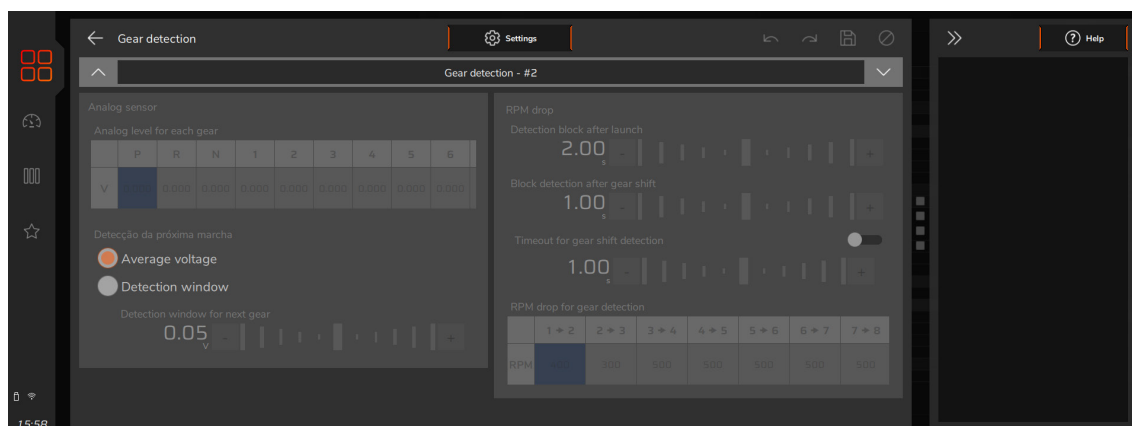 Gear detection
Settings
Help
Gear detection - #2
Analog sensor
Analog level for each gear
P R N 1 2 3 4 5 6
V 0.000 0.000 0.000 0.000 0.000 0.000 0.000 0.000
Detecção da próxima marcha
Average voltage
Detection window
Detection window for next gear
0.05
V
- +
RPM drop
Detection block after launch
2.00
s
- +
Block detection after gear shift
1.00
s
- +
Timeout for gear shift detection
1.00
s
- +
RPM drop for gear detection
1 → 2 2 → 3 3 → 4 4 → 5 5 → 6 6 → 7 7 → 8
RPM 500 500 500 500 500 500
15:58